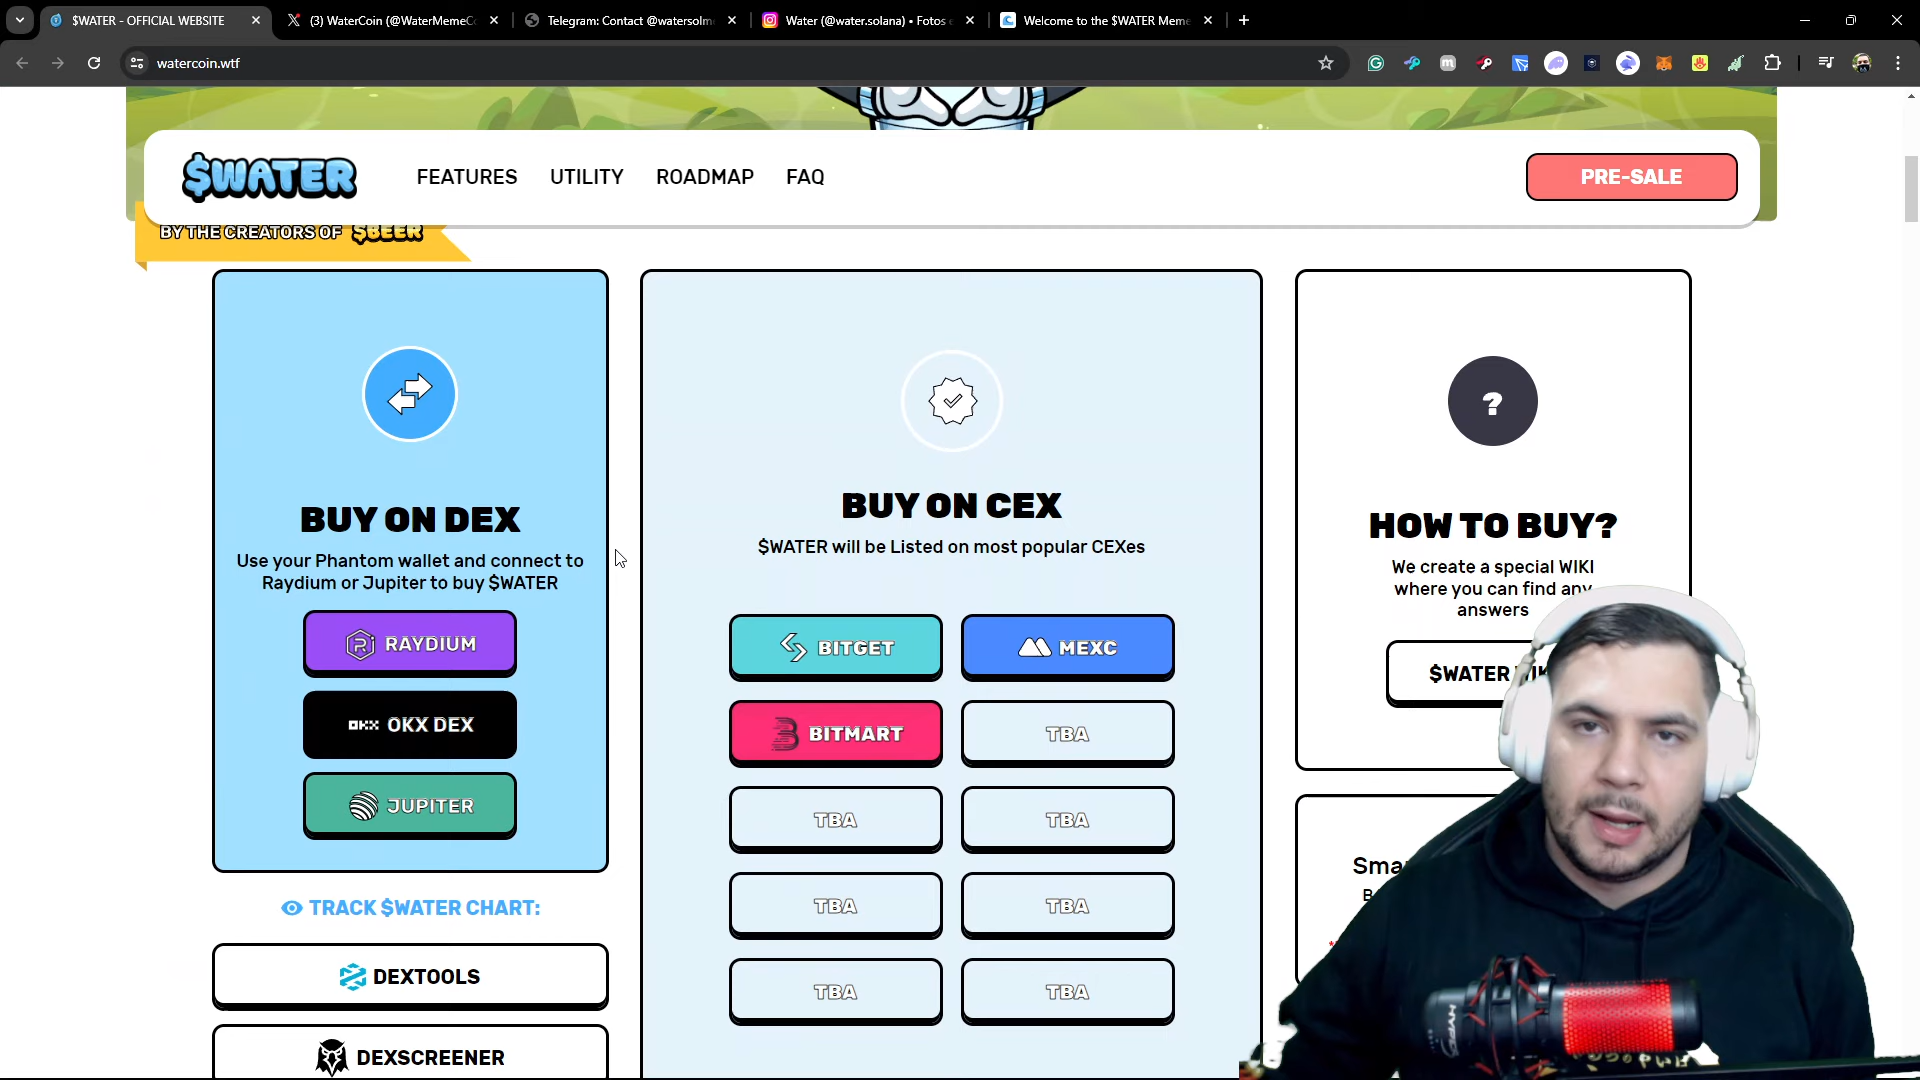 $WATER - OFFICIAL WEBSITE
(3) WaterCoin (@WaterMemeCo
Telegram: Contact @watersolm
Water (@water.solana) • Fotos e
Welcome to the $WATER Meme
watercoin.wtf
$WATER
FEATURES
UTILITY
ROADMAP
FAQ
PRE-SALE
BY THE CREATORS OF $BEER
BUY ON DEX
Use your Phantom wallet and connect to
Raydium or Jupiter to buy $WATER
RAYDIUM
OKX OKX DEX
JUPITER
TRACK $WATER CHART:
DEXTOOLS
DEXSCREENER
BUY ON CEX
$WATER will be Listed on most popular CEXes
BITGET
MEXC
BITMART
TBA
TBA
TBA
TBA
TBA
TBA
TBA
?
HOW TO BUY?
We create a special WIKI
where you can find any
answers
$WATER
Sma
B
HYPER